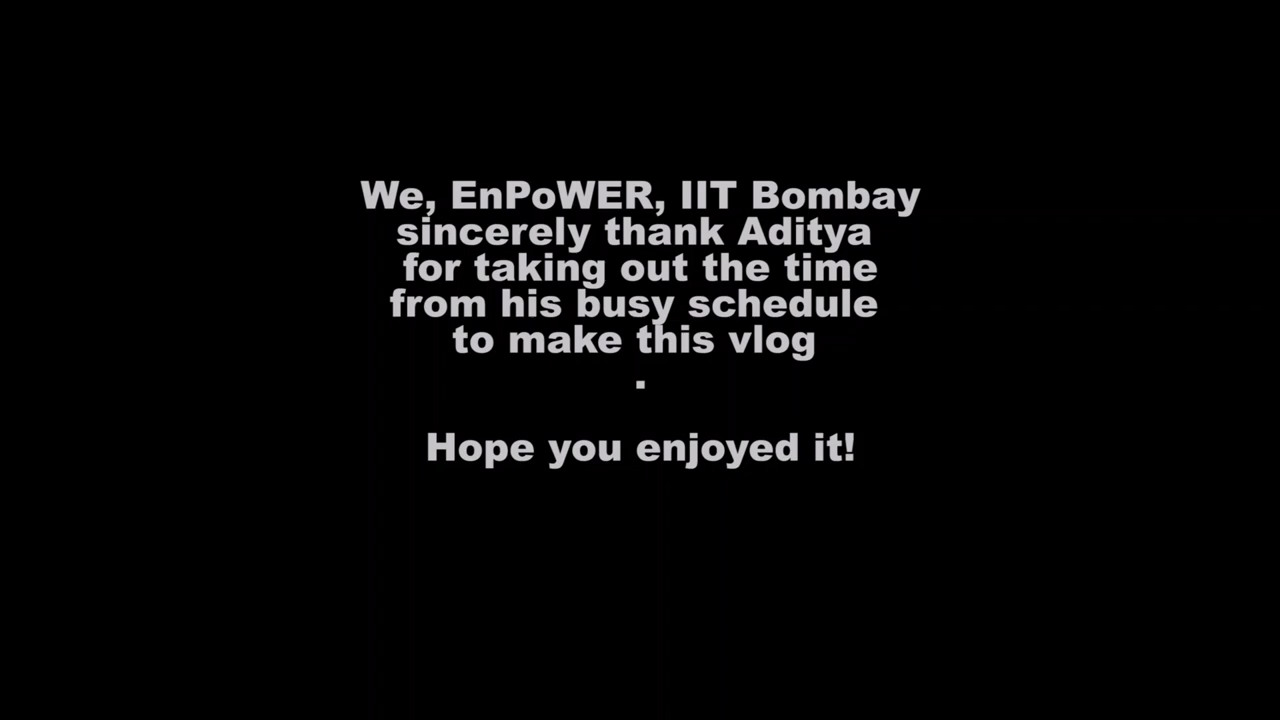 We, EnPoWER, IIT Bombay
sincerely thank Aditya
for taking out the time
from his busy schedule
to make this vlog
.
Hope you enjoyed it!